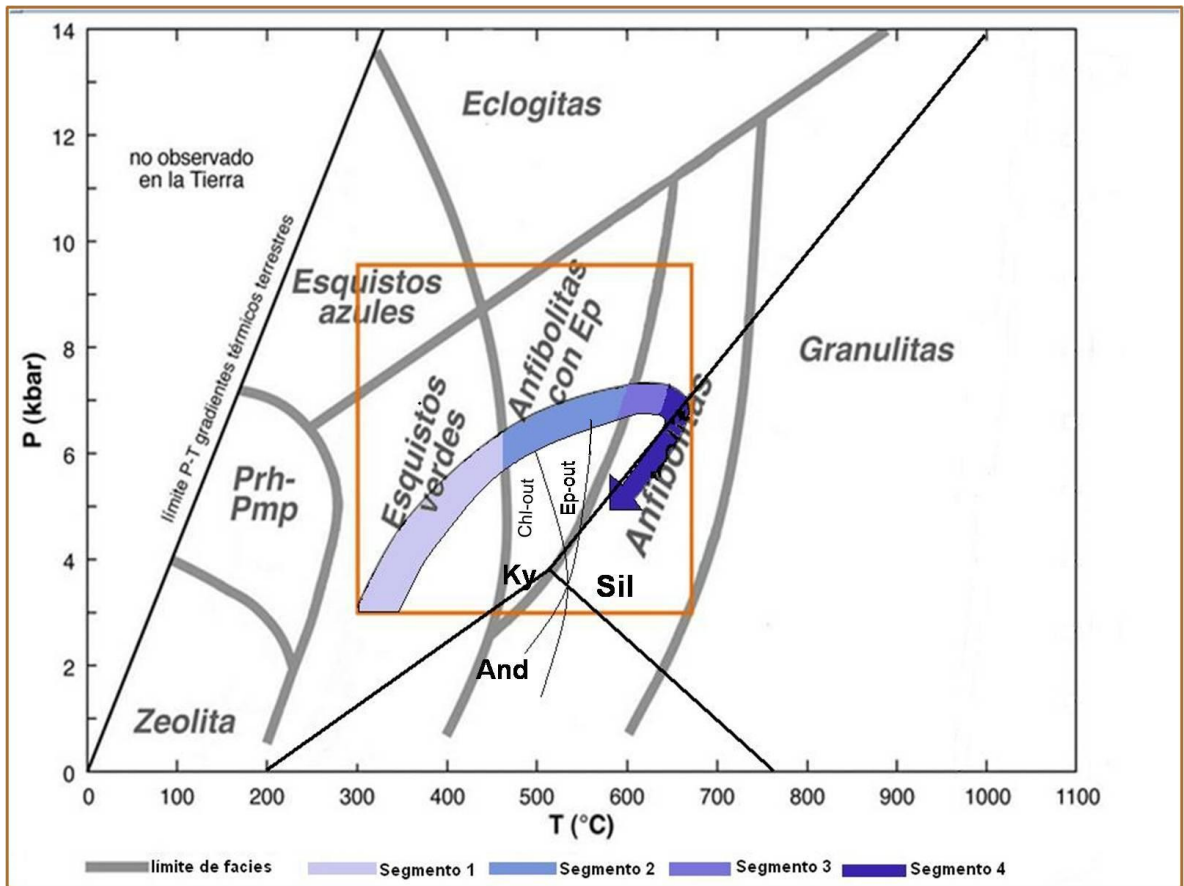 14
12
10
8
6
4
2
0
P (kbar)
no observado
en la Tierra
límite P-T gradientes térmicos terrestres
Eclogitas
Esquistos
azules
Anfibolitas
con Ep
Granulitas
Esquistos
verdes
Anfibolitas
Prh-
Pmp
Chl-out
Ep-out
Ky
Sil
And
Zeolita
0 100 200 300 400 500 600 700 800 900 1000 1100
T (°C)
límite de facies Segmento 1 Segmento 2 Segmento 3 Segmento 4